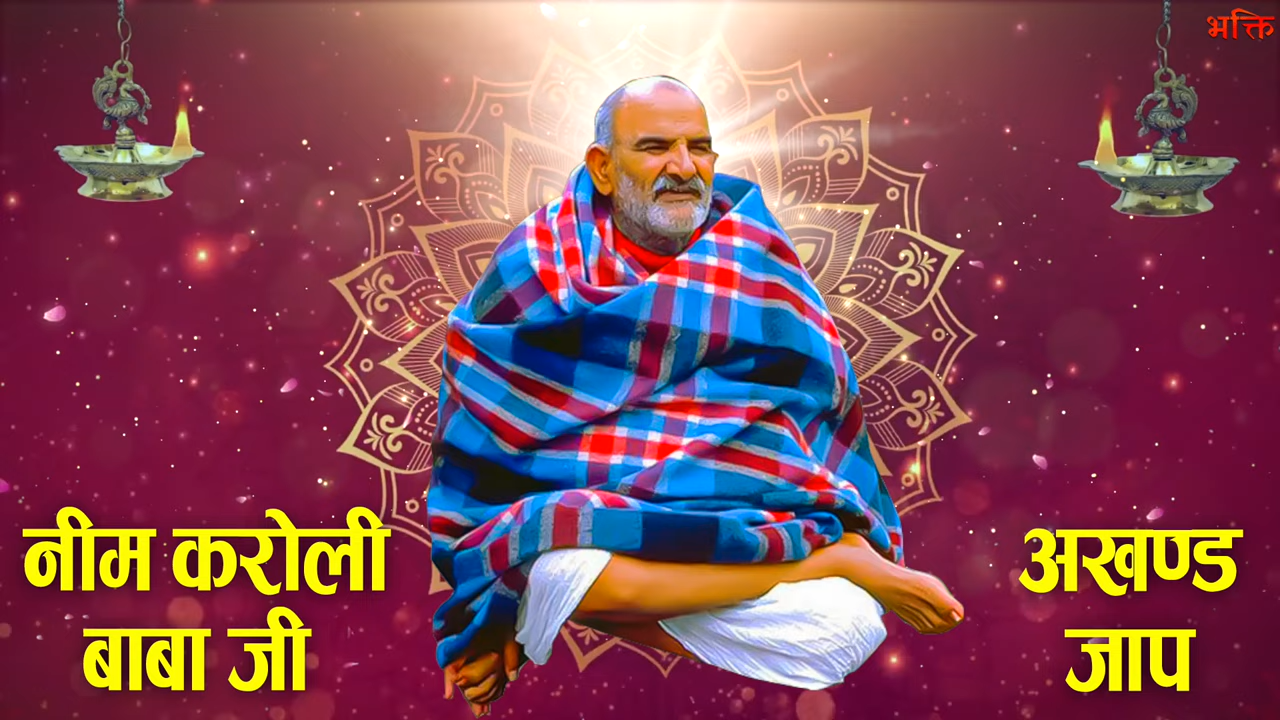 भक्ति
नीम करोली
बाबा जी
अखण्ड
जाप